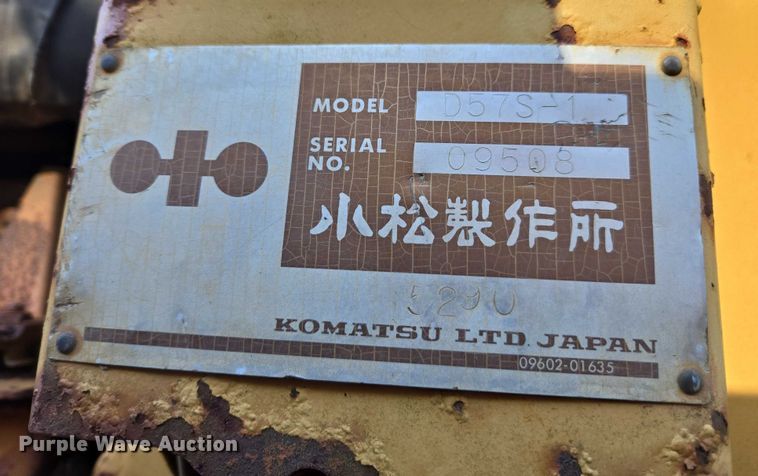 MODEL D57S-1
SERIAL NO. 09508
小松製作所
5290
KOMATSU LTD. JAPAN
09602-01635
Purple Wave Auction